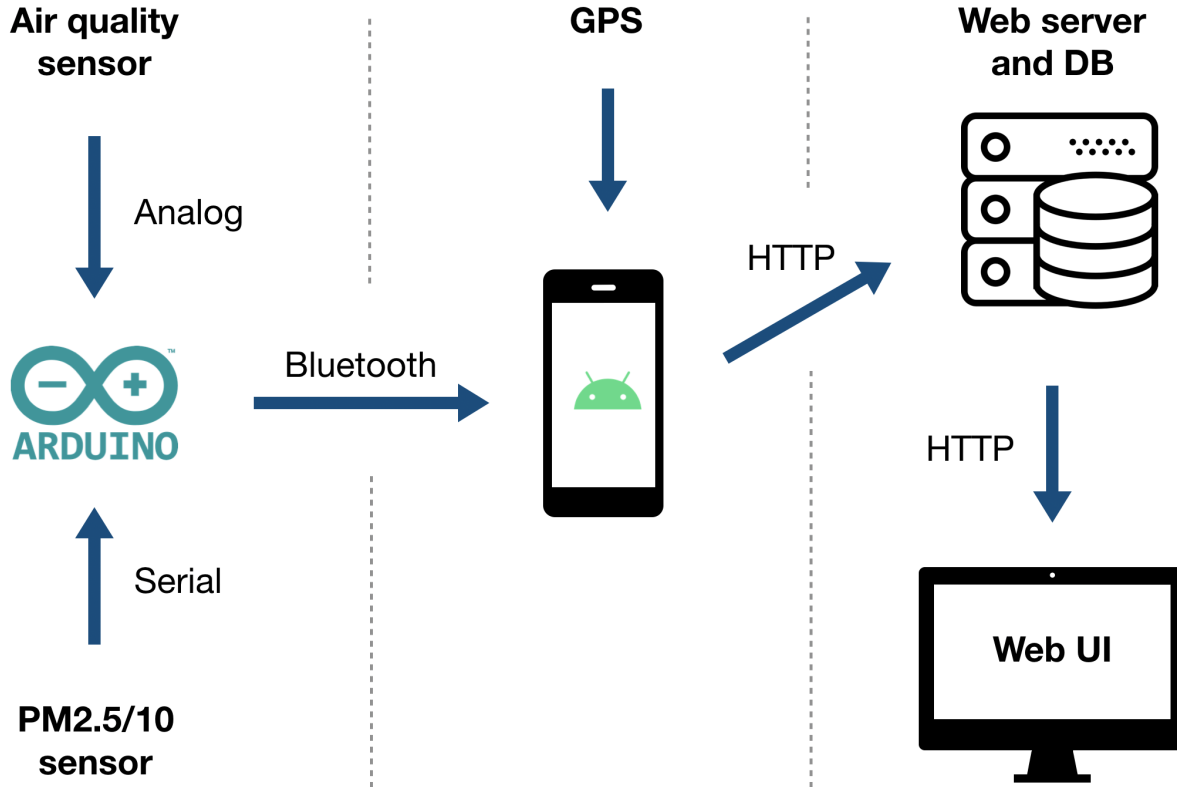 Air quality
sensor
GPS
Web server
and DB
Analog
HTTP
Bluetooth
™
ARDUINO
HTTP
Serial
Web UI
PM2.5/10
sensor